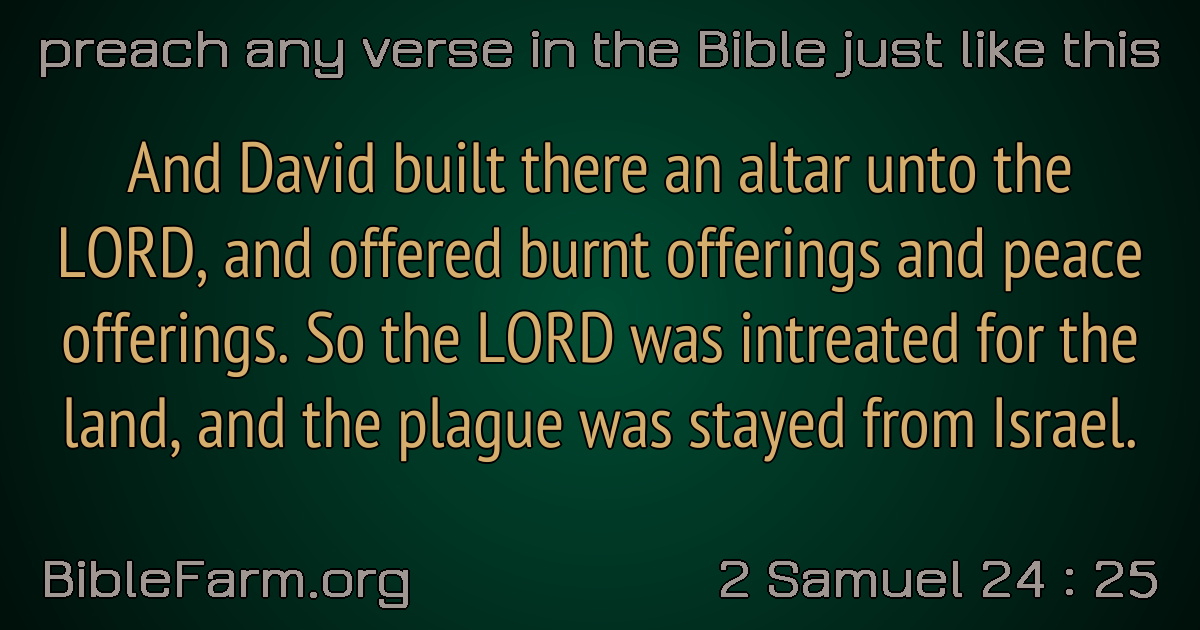 preach any verse in the Bible just like this
And David built there an altar unto the
LORD, and offered burnt offerings and peace
offerings. So the LORD was intreated for the
land, and the plague was stayed from Israel.
BibleFarm.org
2 Samuel 24 : 25